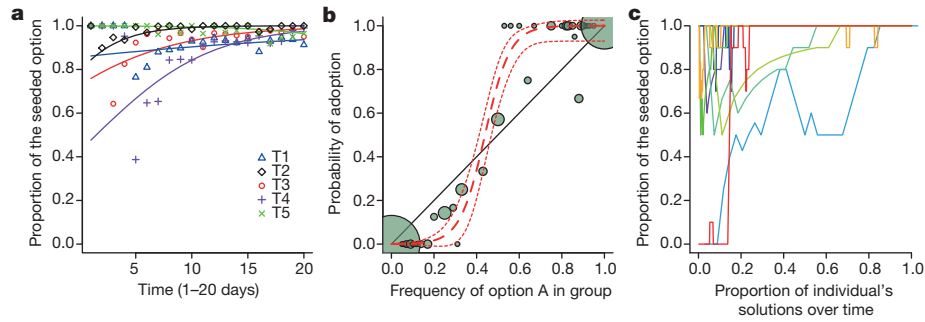 a
Proportion of the seeded option
1.0
0.8
0.6
0.4
0.2
0.0
T1
T2
T3
T4
T5
5
10
15
20
Time (1–20 days)
b
Probability of adoption
1.0
0.8
0.6
0.4
0.2
0.0
0.0 0.2 0.4 0.6 0.8 1.0
Frequency of option A in group
c
Proportion of the seeded option
1.0
0.8
0.6
0.4
0.2
0.0
0.0 0.2 0.4 0.6 0.8 1.0
Proportion of individual's
solutions over time